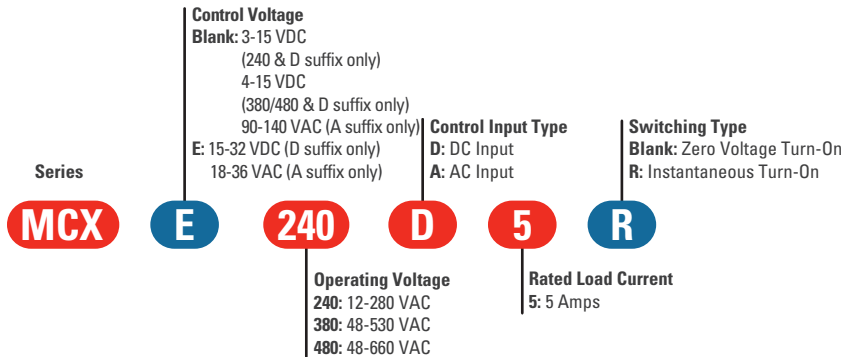 Control Voltage
Blank: 3-15 VDC
(240 & D suffix only)
4-15 VDC
(380/480 & D suffix only)
90-140 VAC (A suffix only)
E: 15-32 VDC (D suffix only)
18-36 VAC (A suffix only)
Control Input Type
D: DC Input
A: AC Input
Switching Type
Blank: Zero Voltage Turn-On
R: Instantaneous Turn-On
Series
MCX E 240 D 5 R
Operating Voltage
240: 12-280 VAC
380: 48-530 VAC
480: 48-660 VAC
Rated Load Current
5: 5 Amps